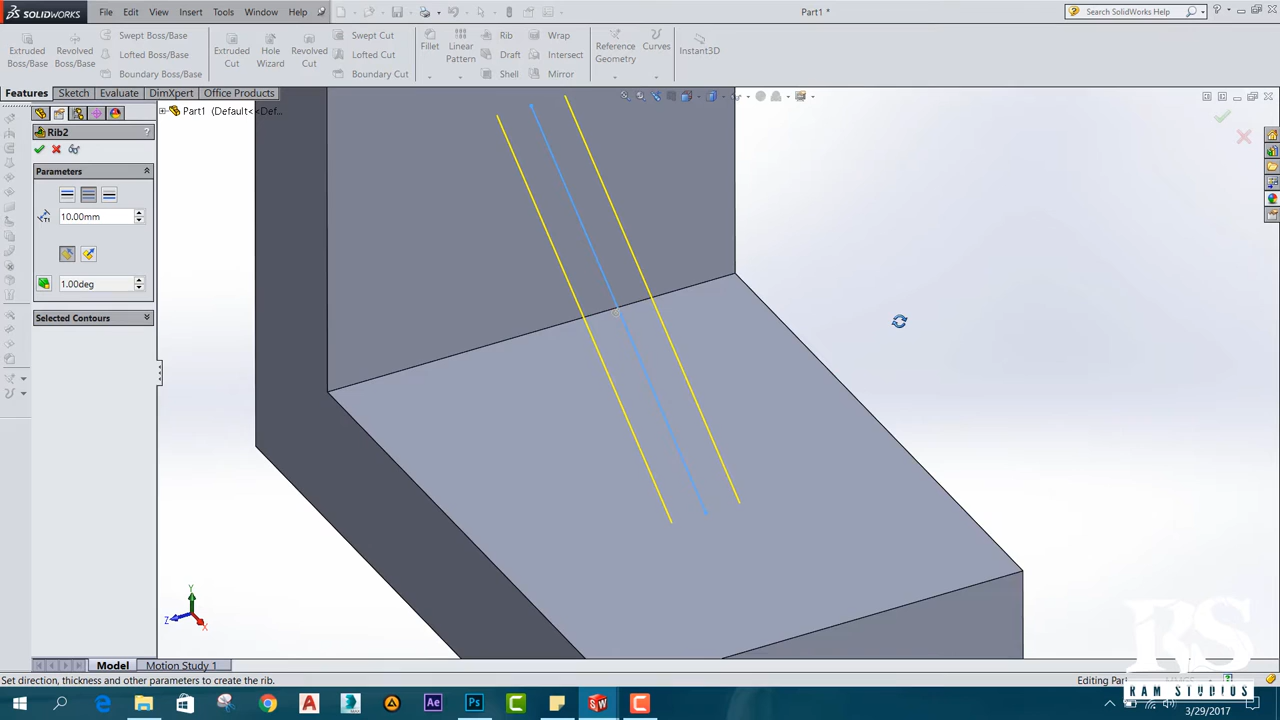 SOLIDWORKS File Edit View Insert Tools Window Help Part1 * Search SolidWorks Help
Extruded Boss/Base Revolved Boss/Base Swept Boss/Base Lofted Boss/Base Boundary Boss/Base Extruded Cut Hole Wizard Revolved Cut Swept Cut Lofted Cut Boundary Cut Fillet Linear Pattern Rib Draft Shell Wrap Intersect Mirror Reference Geometry Curves Instant3D
Features Sketch Evaluate DimXpert Office Products
Part1 (Default<<Def...
Rib2 ?
Parameters
10.00mm
1.00deg
Selected Contours
Y
Z
X
Model Motion Study 1
Set direction, thickness and other parameters to create the rib. Editing Part
RS
RAM STUDIOS
3/29/2017